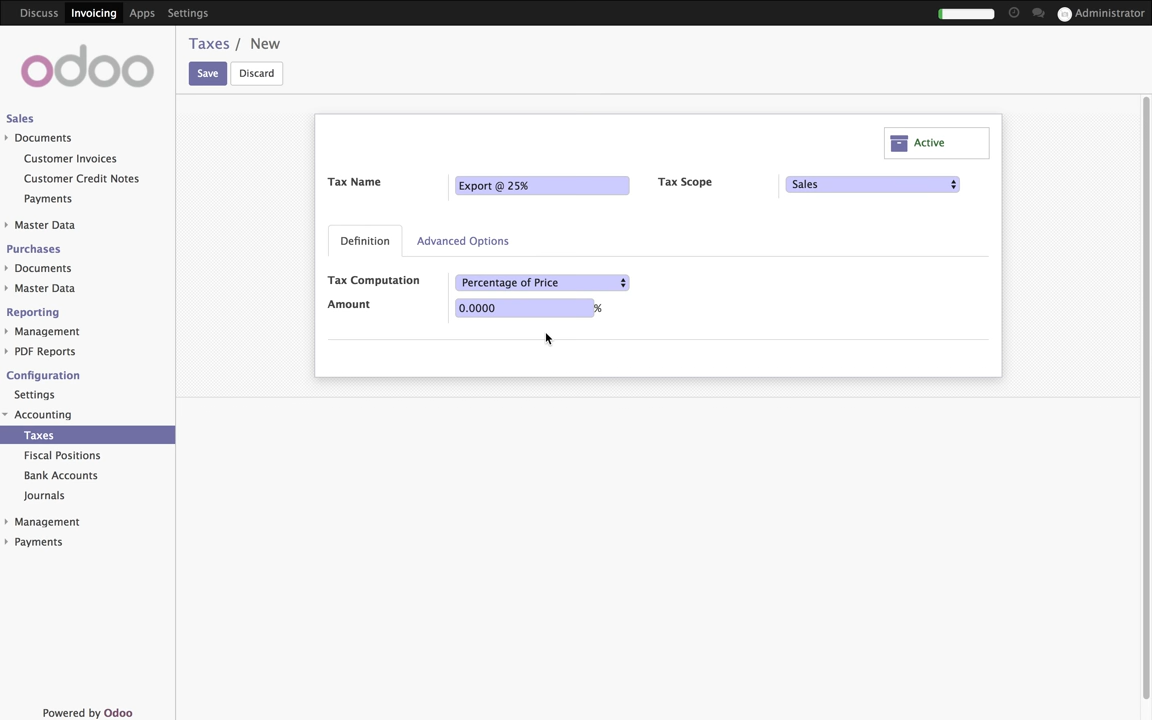 Discuss Invoicing Apps Settings Administrator
odoo
Taxes / New
Save Discard
Sales
Documents
Customer Invoices
Customer Credit Notes
Payments
Master Data
Purchases
Documents
Master Data
Reporting
Management
PDF Reports
Configuration
Settings
Accounting
Taxes
Fiscal Positions
Bank Accounts
Journals
Management
Payments
Powered by Odoo
Active
Tax Name Export @ 25% Tax Scope Sales
Definition Advanced Options
Tax Computation Percentage of Price
Amount 0.0000 %